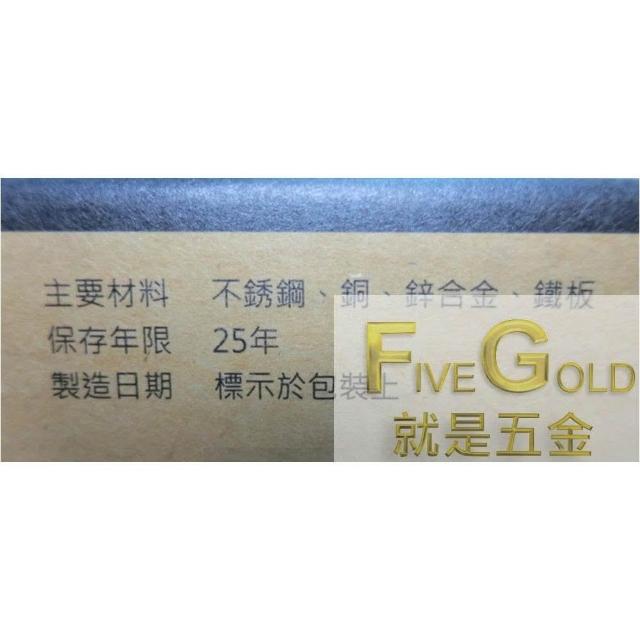 主要材料 不銹鋼、銅、鋅合金、鐵板
保存年限 25年
製造日期 標示於包裝上
FIVE GOLD
就是五金